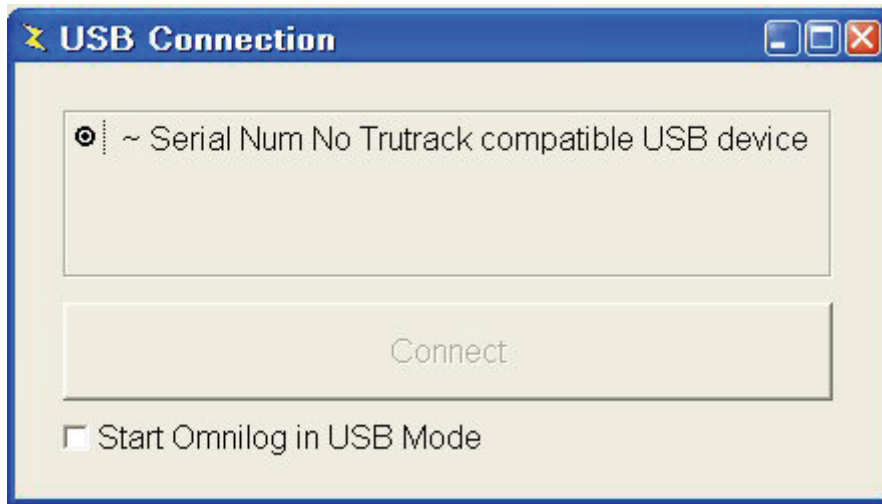 USB Connection
~ Serial Num No Trutrack compatible USB device
Connect
Start Omnilog in USB Mode